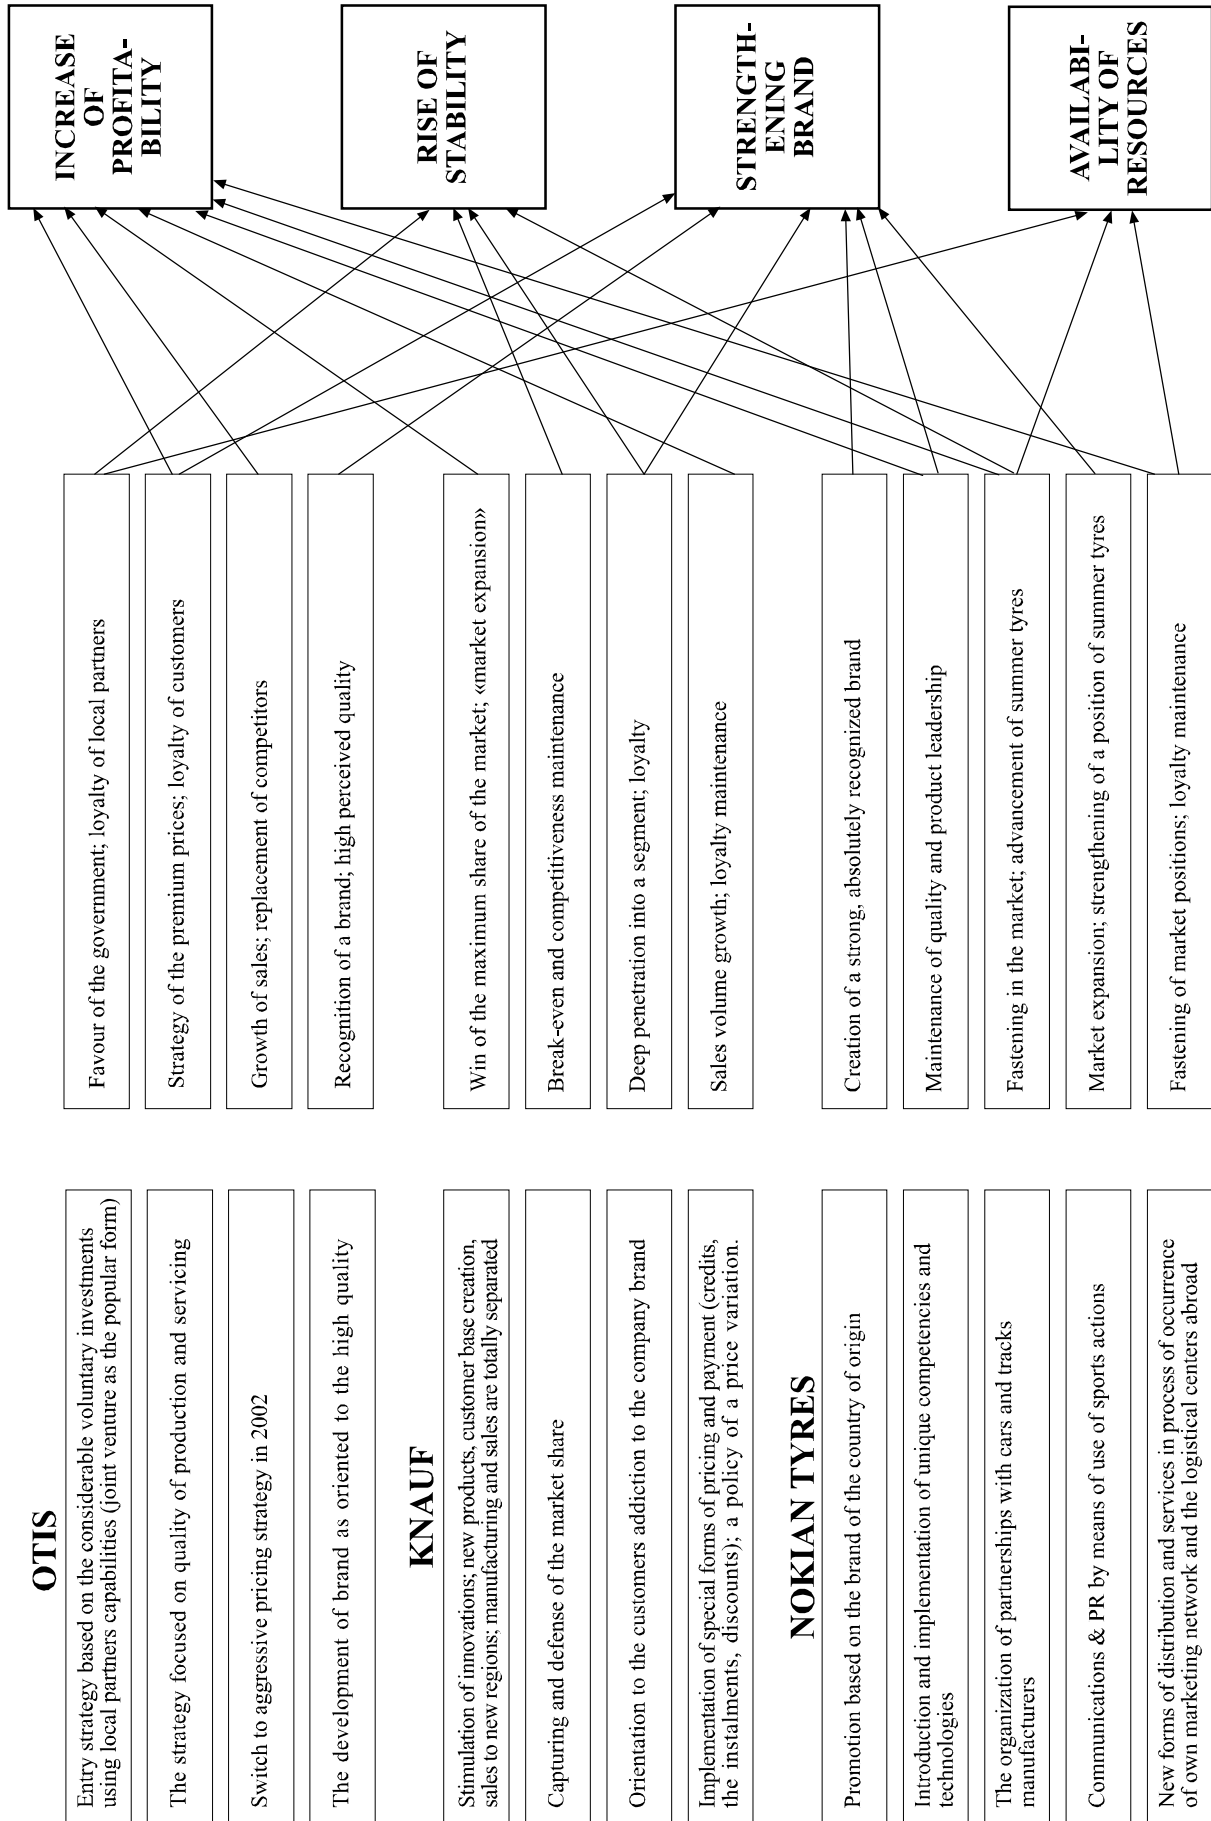 OTIS
Entry strategy based on the considerable voluntary investments
using local partners capabilities (joint venture as the popular form)
Favour of the government; loyalty of local partners
The strategy focused on quality of production and servicing
Strategy of the premium prices; loyalty of customers
Switch to aggressive pricing strategy in 2002
Growth of sales; replacement of competitors
The development of brand as oriented to the high quality
Recognition of a brand; high perceived quality
KNAUF
Stimulation of innovations; new products, customer base creation,
sales to new regions; manufacturing and sales are totally separated
Win of the maximum share of the market; «market expansion»
Capturing and defense of the market share
Break-even and competitiveness maintenance
Orientation to the customers addiction to the company brand
Deep penetration into a segment; loyalty
Implementation of special forms of pricing and payment (credits,
the instalments, discounts); a policy of a price variation.
Sales volume growth; loyalty maintenance
NOKIAN TYRES
Promotion based on the brand of the country of origin
Creation of a strong, absolutely recognized brand
Introduction and implementation of unique competencies and
technologies
Maintenance of quality and product leadership
The organization of partnerships with cars and tracks
manufacturers
Fastening in the market; advancement of summer tyres
Communications & PR by means of use of sports actions
Market expansion; strengthening of a position of summer tyres
New forms of distribution and services in process of occurrence
of own marketing network and the logistical centers abroad
Fastening of market positions; loyalty maintenance
INCREASE
OF
PROFITA-
BILITY
RISE OF
STABILITY
STRENGTH-
ENING
BRAND
AVAILABI-
LITY OF
RESOURCES